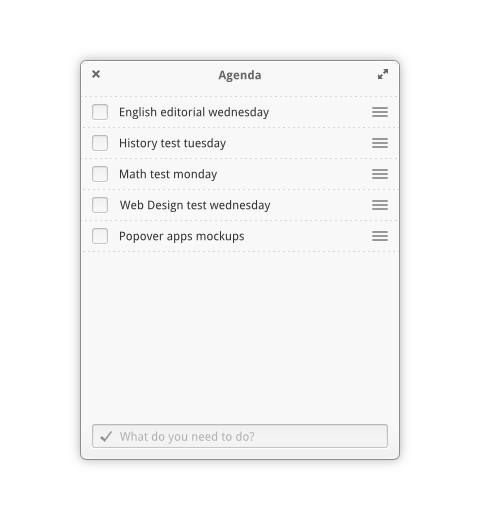 Agenda
English editorial wednesday
History test tuesday
Math test monday
Web Design test wednesday
Popover apps mockups
What do you need to do?